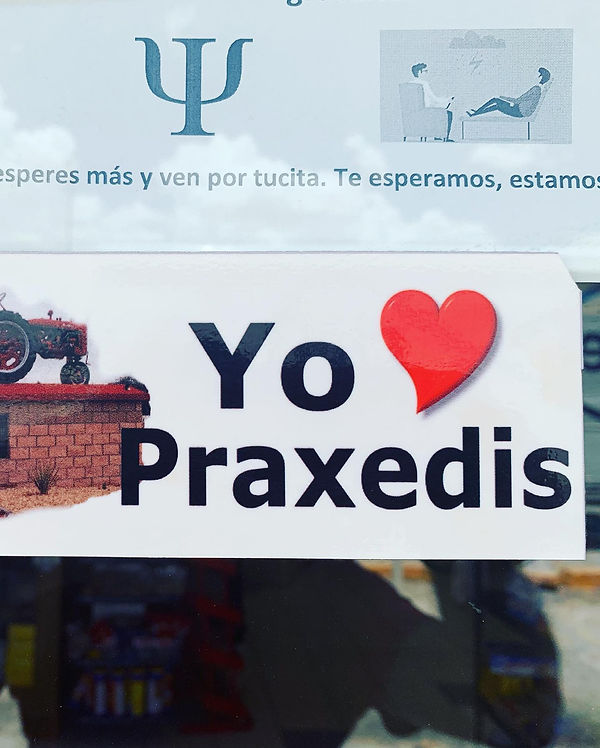 Ψ
esperes más y ven por tucita. Te esperamos, estamos
Yo
Praxedis